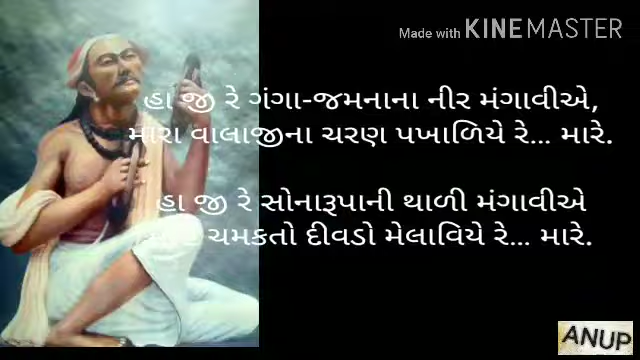 Made with KINEMASTER
હા જી રે ગંગા-જમનાના નીર મંગાવીએ,
મારા વાલાજીના ચરણ પખાળિયે રે... મારે.
હા જી રે સોનારૂપાની થાળી મંગાવીએ
ચમકતો દીવડો મેલાવિયે રે... મારે.
ANUP